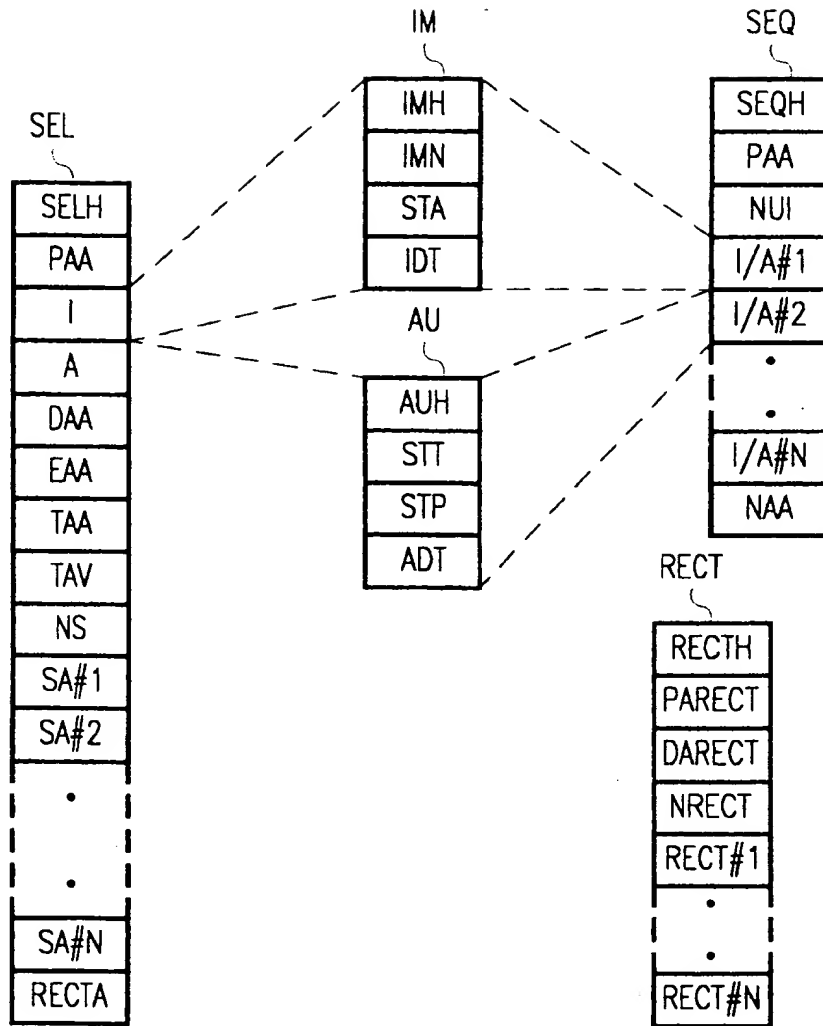 SEL
SELH
PAA
I
A
DAA
EAA
TAA
TAV
NS
SA#1
SA#2
SA#N
RECTA
IM
IMH
IMN
STA
IDT
AU
AUH
STT
STP
ADT
SEQ
SEQH
PAA
NUI
I/A#1
I/A#2
I/A#N
NAA
RECT
RECTH
PARECT
DARECT
NRECT
RECT#1
RECT#N